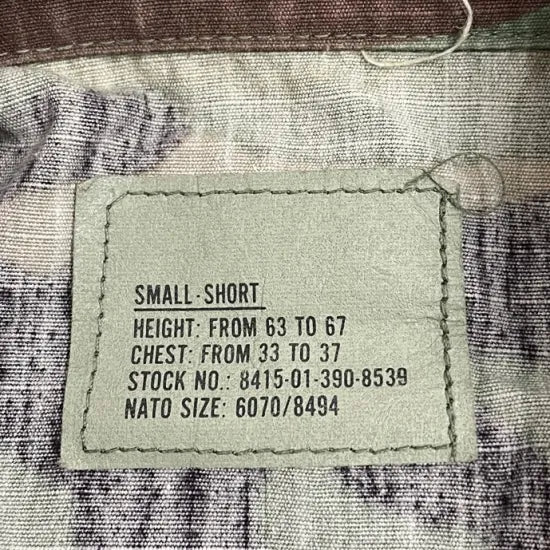 SMALL-SHORT
HEIGHT: FROM 63 TO 67
CHEST: FROM 33 TO 37
STOCK NO.: 8415-01-390-8539
NATO SIZE: 6070/8494